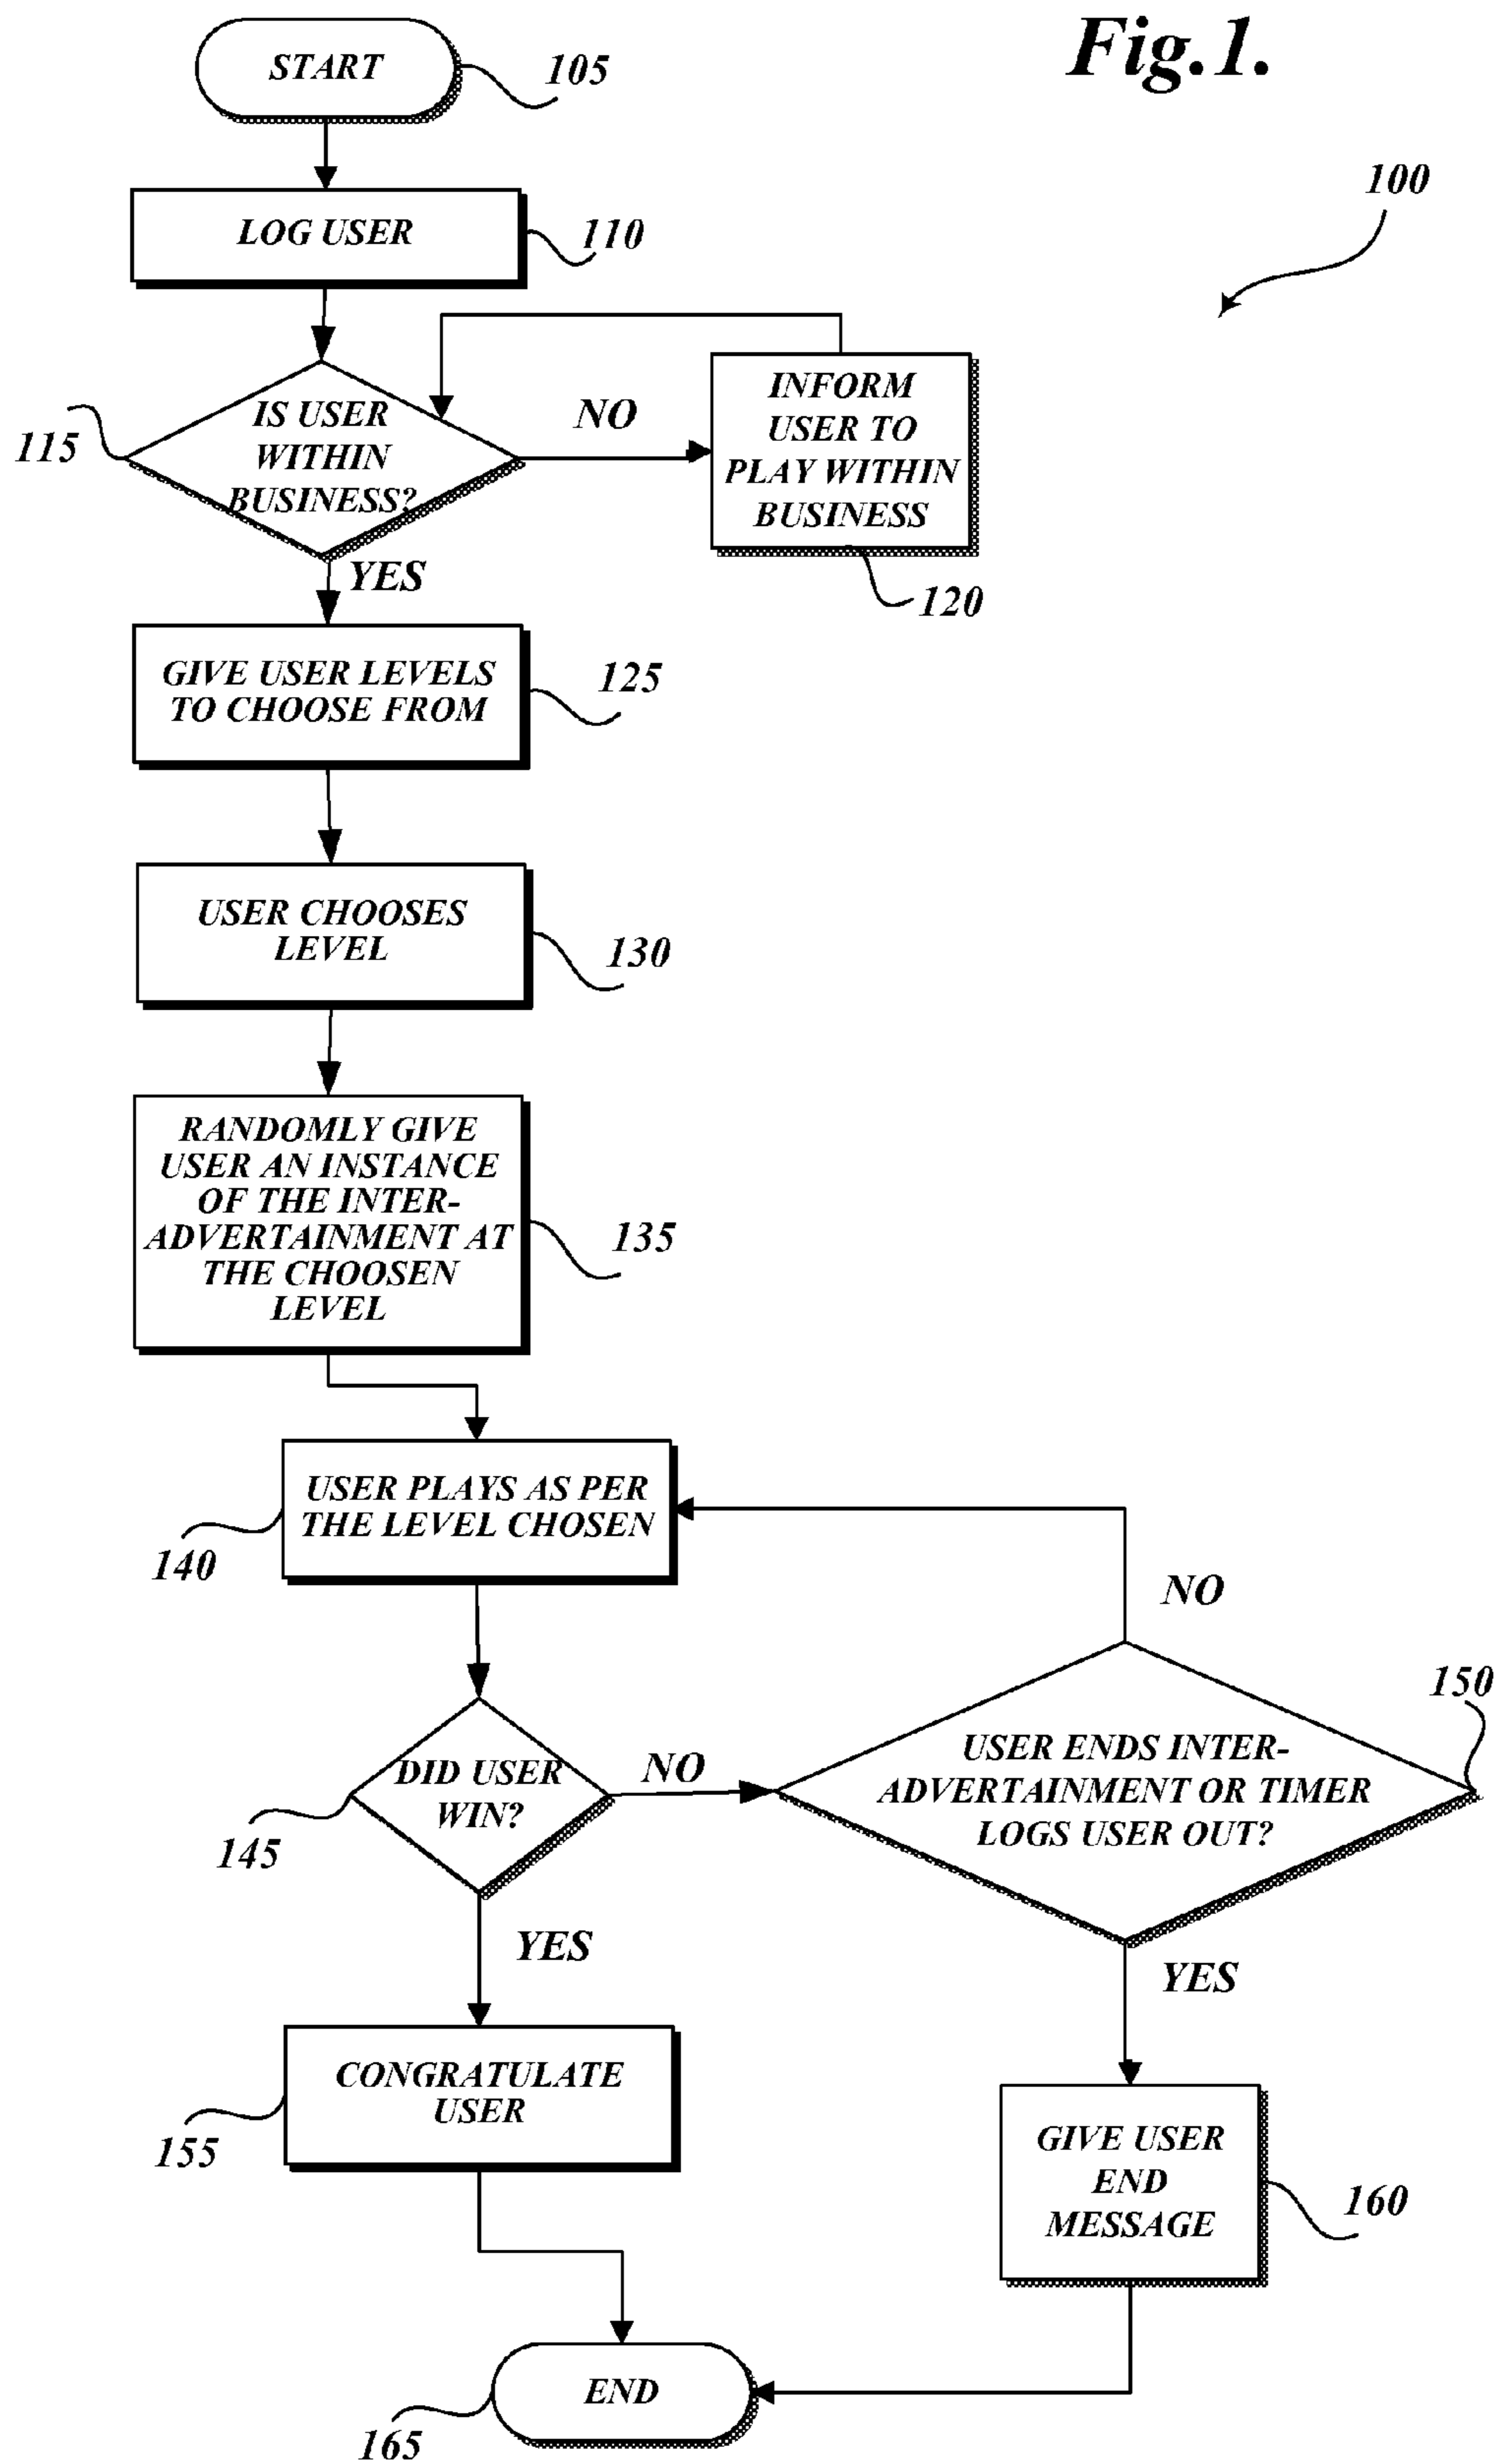 Fig.1.
START
105
100
LOG USER
110
IS USER
WITHIN
BUSINESS?
115
NO
INFORM
USER TO
PLAY WITHIN
BUSINESS
120
YES
GIVE USER LEVELS
TO CHOOSE FROM
125
USER CHOOSES
LEVEL
130
RANDOMLY GIVE
USER AN INSTANCE
OF THE INTER-
ADVERTAINMENT AT
THE CHOOSEN
LEVEL
135
USER PLAYS AS PER
THE LEVEL CHOSEN
140
NO
DID USER
WIN?
145
NO
USER ENDS INTER-
ADVERTAINMENT OR TIMER
LOGS USER OUT?
150
YES
YES
CONGRATULATE
USER
155
GIVE USER
END
MESSAGE
160
END
165